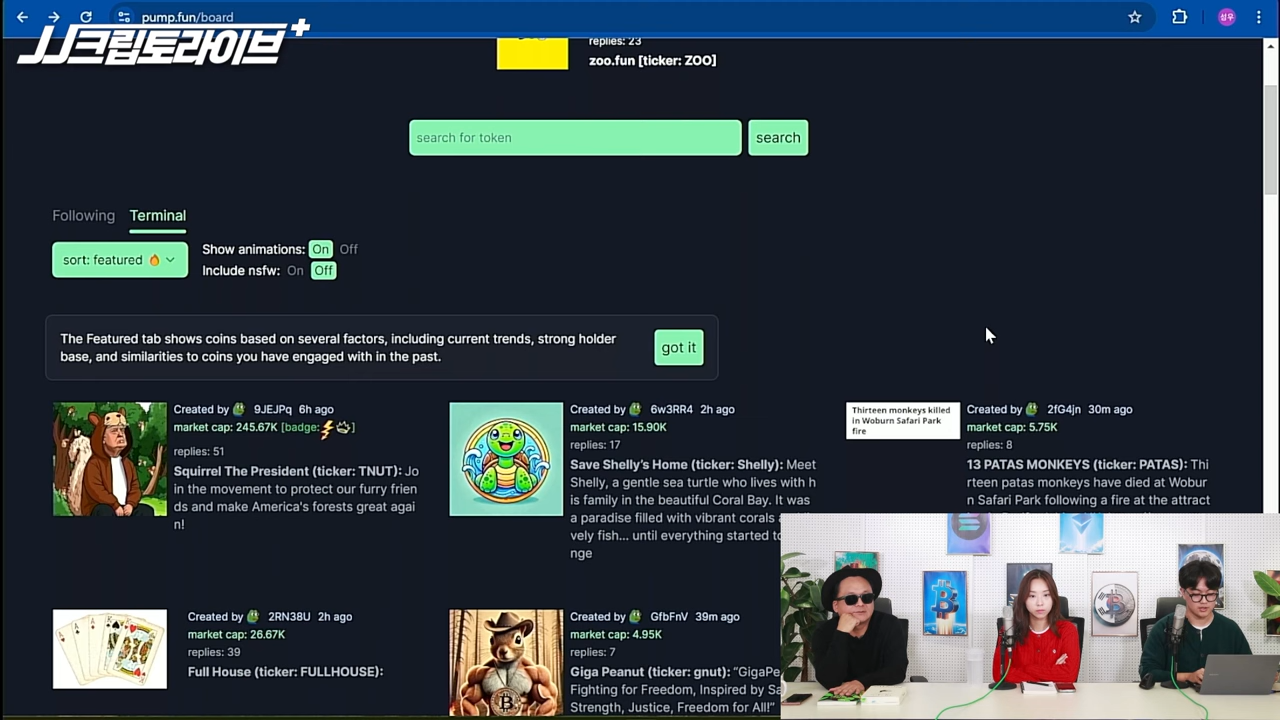 pump.fun/board
섬우
JJ크립토라이브+
replies: 23
zoo.fun [ticker: ZOO]
search for token
search
Following
Terminal
sort: featured 🔥
Show animations: On Off
Include nsfw: On Off
The Featured tab shows coins based on several factors, including current trends, strong holder
base, and similarities to coins you have engaged with in the past.
got it
Created by 9JEJPq 6h ago
market cap: 245.67K [badge:⚡]
replies: 51
Squirrel The President (ticker: TNUT): Jo
in the movement to protect our furry frien
ds and make America's forests great agai
n!
Created by 6w3RR4 2h ago
market cap: 15.90K
replies: 17
Save Shelly's Home (ticker: Shelly): Meet
Shelly, a gentle sea turtle who lives with h
is family in the beautiful Coral Bay. It was
a paradise filled with vibrant corals a
vely fish... until everything started to
nge
Thirteen monkeys killed
in Woburn Safari Park
fire
Created by 2fG4jn 30m ago
market cap: 5.75K
replies: 8
13 PATAS MONKEYS (ticker: PATAS): Thi
rteen patas monkeys have died at Wobur
n Safari Park following a fire at the attract
Created by 2RN38U 2h ago
market cap: 26.67K
replies: 39
Full House (ticker: FULLHOUSE):
Created by GfbFnV 39m ago
market cap: 4.95K
replies: 7
Giga Peanut (ticker: gnut): “GigaPe
Fighting for Freedom, Inspired by Sa
Strength, Justice, Freedom for All!”